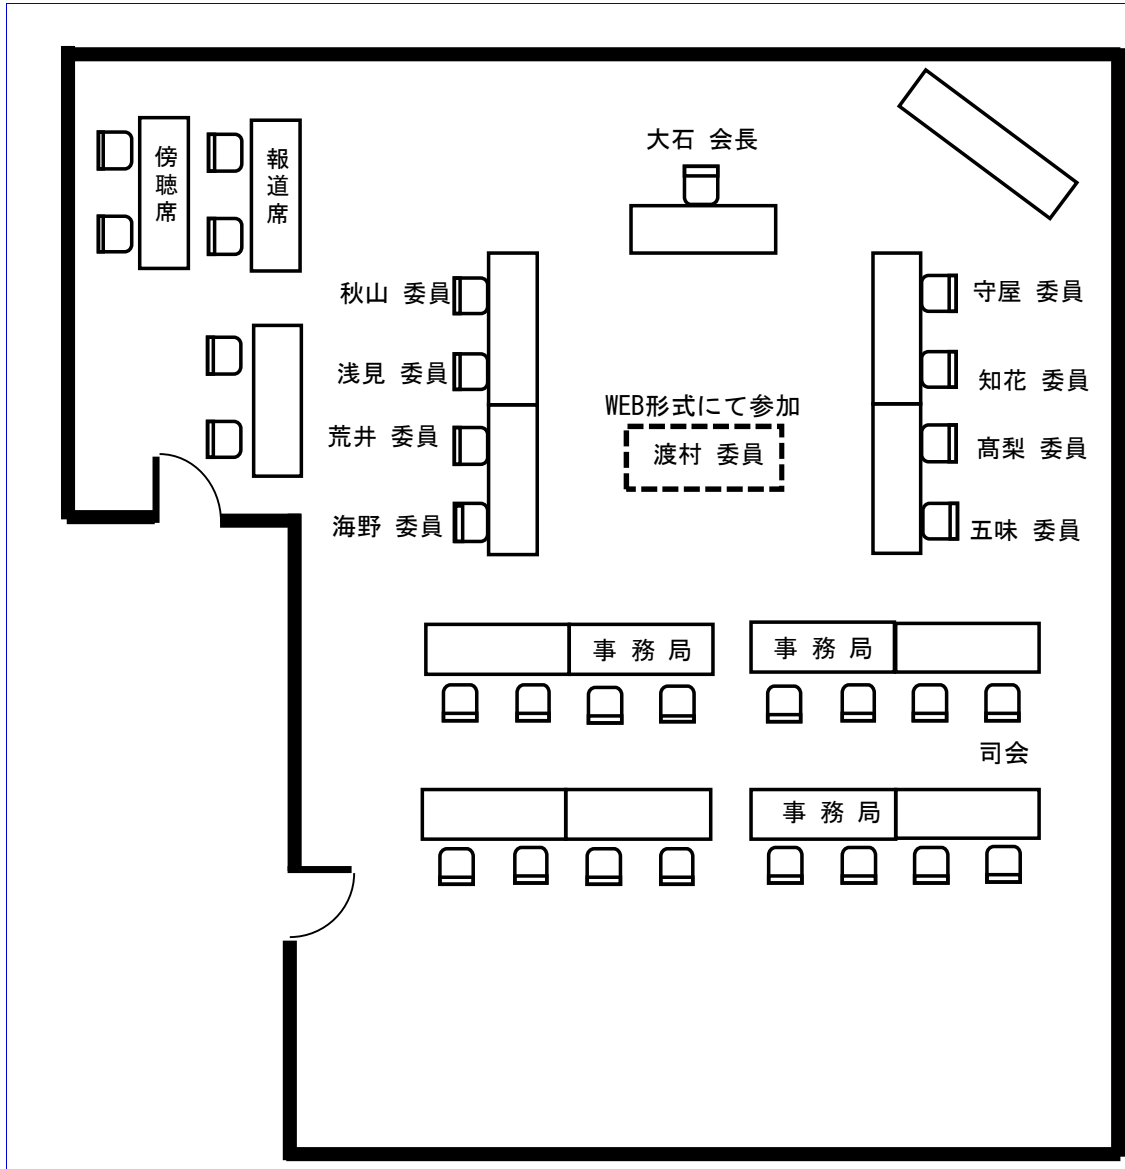 大石 会長
傍聴席
報道席
秋山 委員
守屋 委員
浅見 委員
知花 委員
WEB形式にて参加
渡村 委員
荒井 委員
髙梨 委員
海野 委員
五味 委員
事 務 局
事 務 局
司会
事 務 局